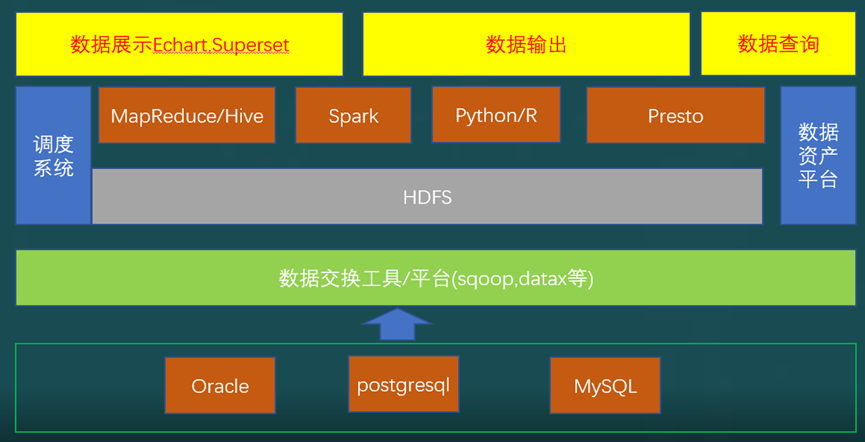 数据展示Echart,Superset
数据输出
数据查询
调度
系统
MapReduce/Hive
Spark
Python/R
Presto
数据
资产
平台
HDFS
数据交换工具/平台(sqoop,datax等)
Oracle
postgresql
MySQL